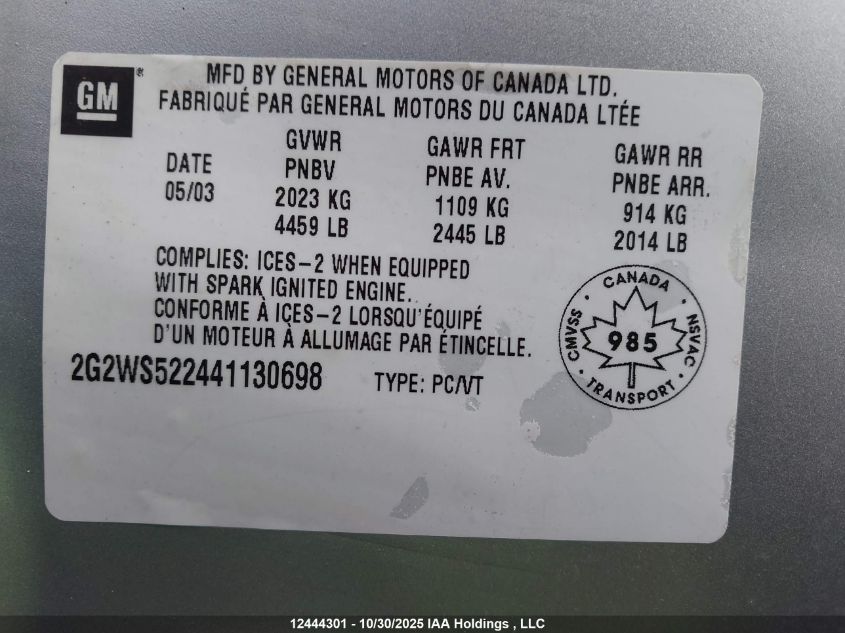 GM®
MFD BY GENERAL MOTORS OF CANADA LTD.
FABRIQUÉ PAR GENERAL MOTORS DU CANADA LTÉE
DATE
05/03
GVWR
PNBV
2023 KG
4459 LB
GAWR FRT
PNBE AV.
1109 KG
2445 LB
GAWR RR
PNBE ARR.
914 KG
2014 LB
COMPLIES: ICES-2 WHEN EQUIPPED
WITH SPARK IGNITED ENGINE.
CONFORME À ICES-2 LORSQU'ÉQUIPÉ
D'UN MOTEUR À ALLUMAGE PAR ÉTINCELLE.
2G2WS522441130698 TYPE: PC/VT
CANADA
CMVSS · NSVAC
985
· TRANSPORT ·
12444301 - 10/30/2025 IAA Holdings , LLC